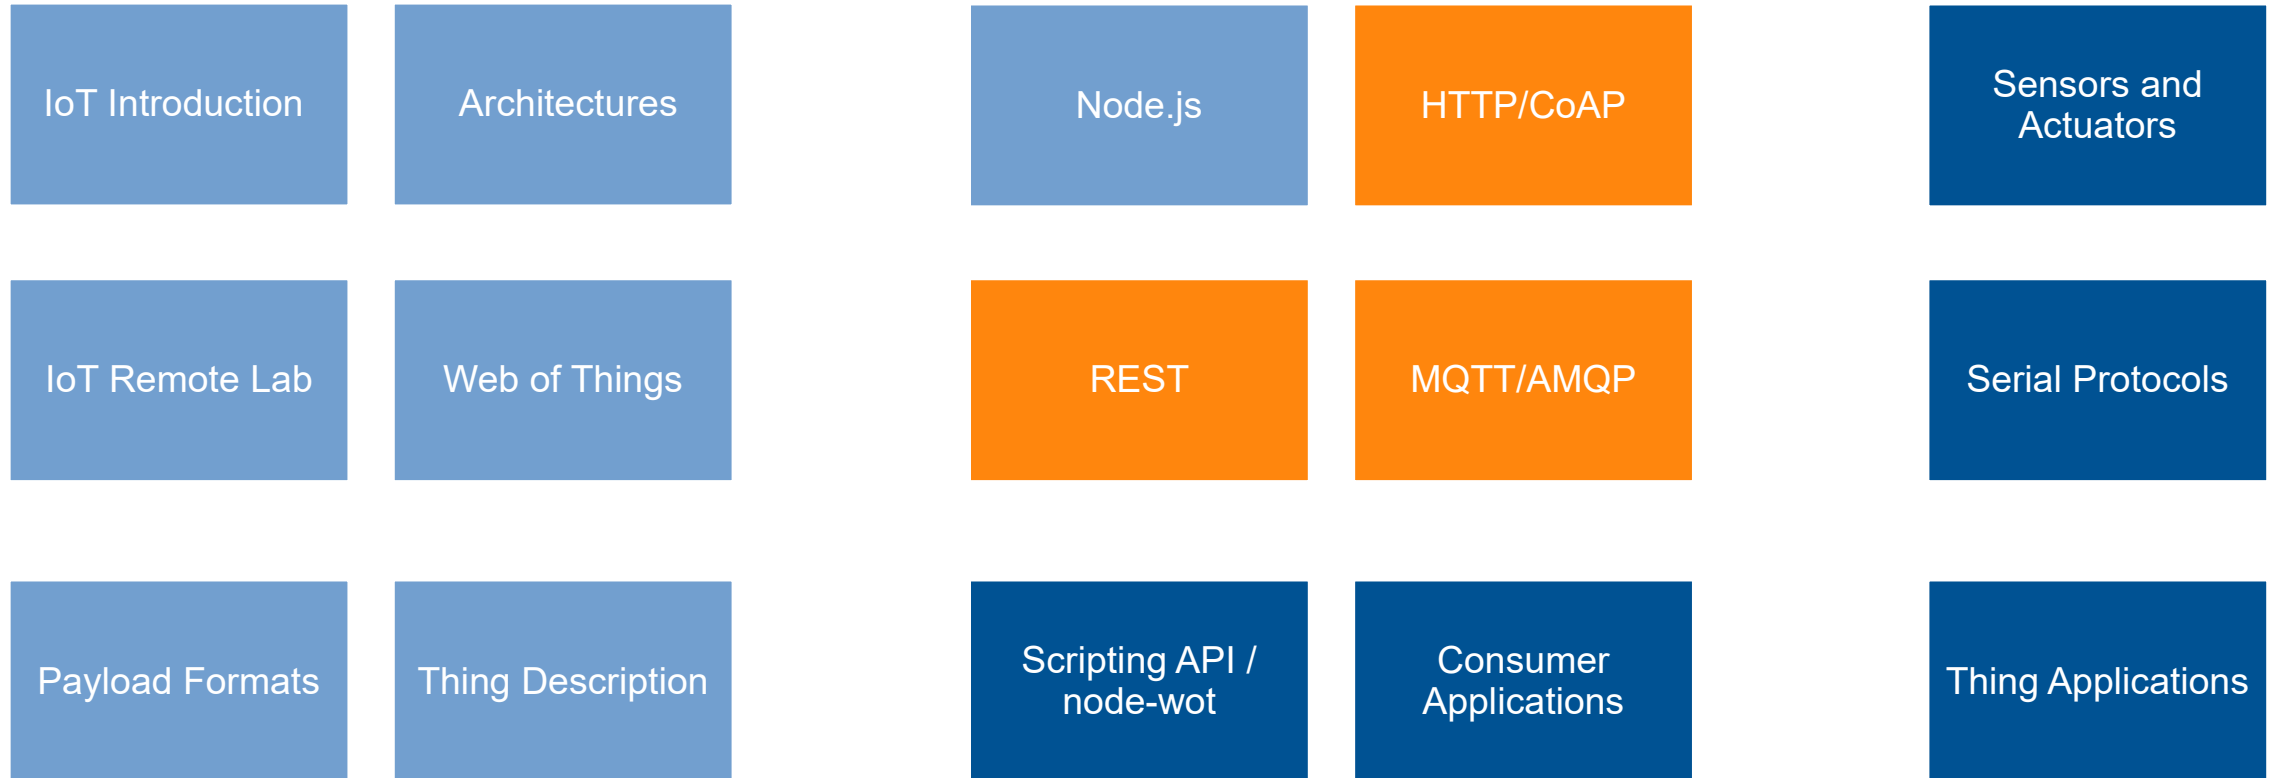 IoT Introduction
Architectures
Node.js
HTTP/CoAP
Sensors and
Actuators
IoT Remote Lab
Web of Things
REST
MQTT/AMQP
Serial Protocols
Payload Formats
Thing Description
Scripting API /
node-wot
Consumer
Applications
Thing Applications